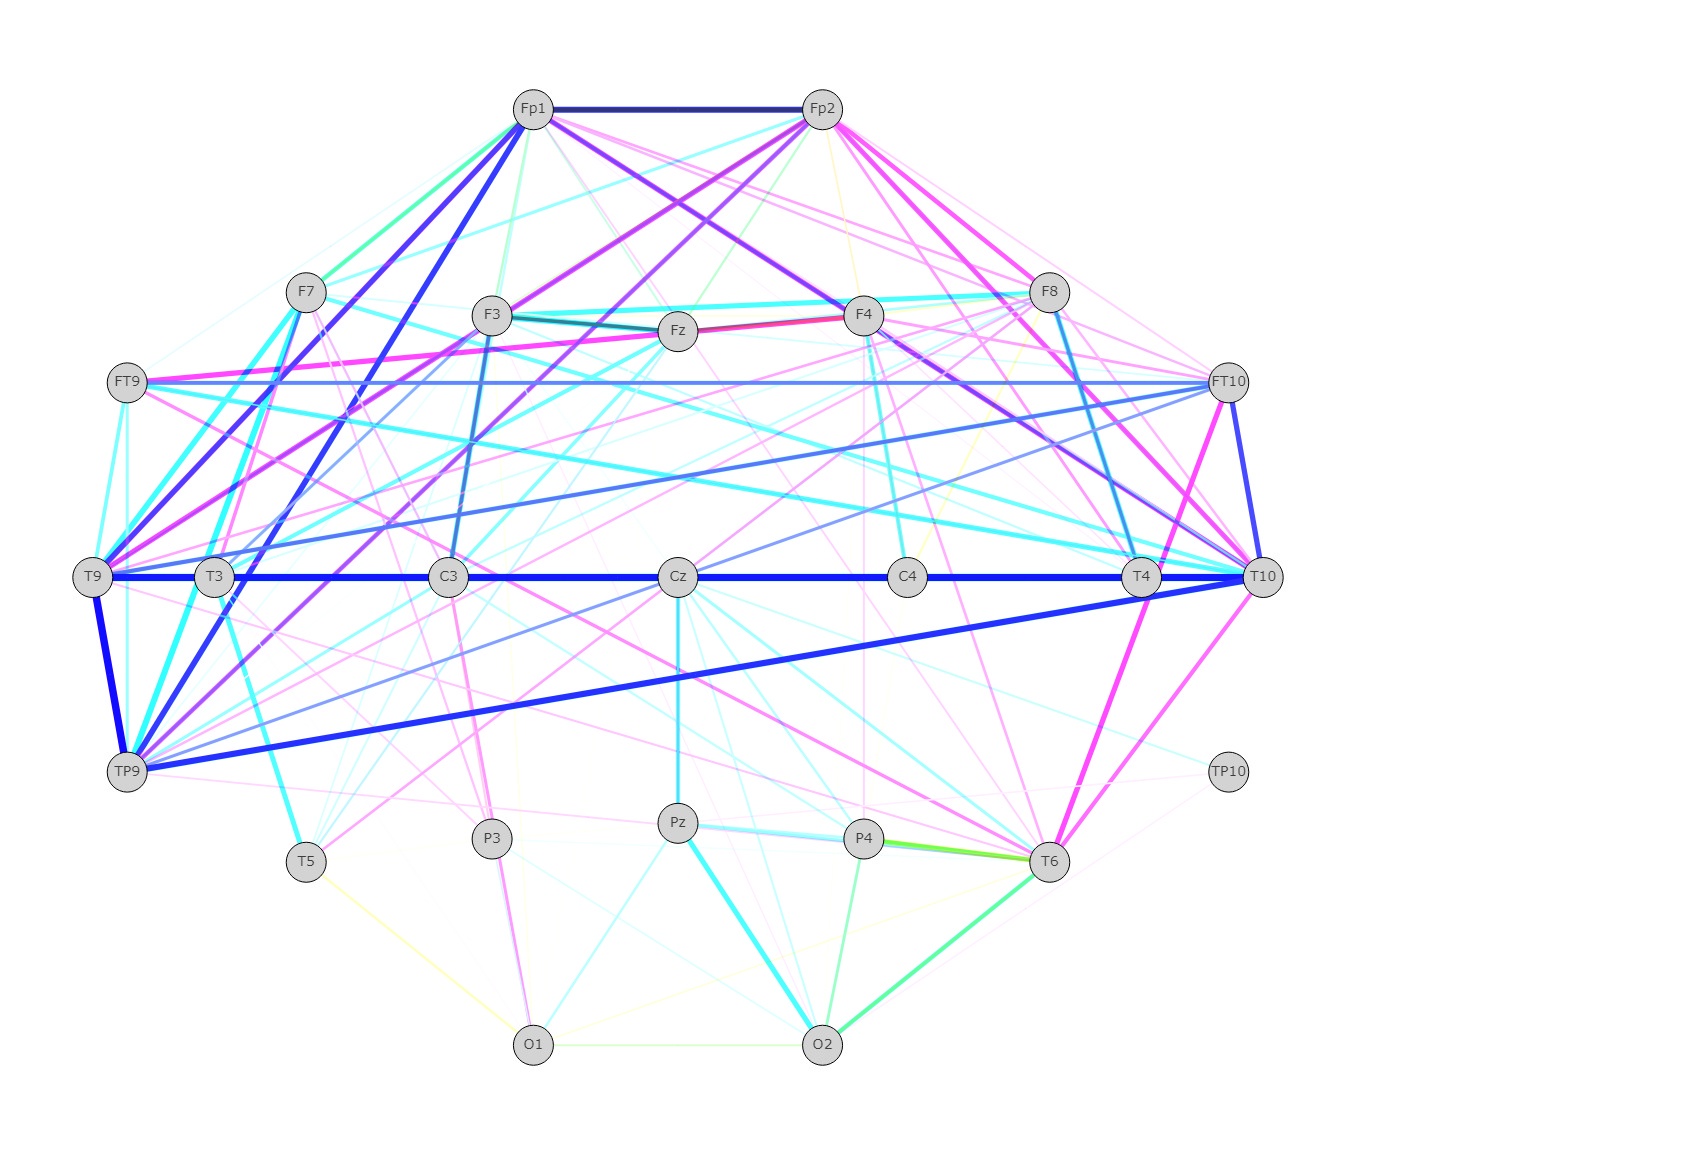 Fp1 Fp2
F7 F3 Fz F4 F8
FT9 FT10
T9 T3 C3 Cz C4 T4 T10
TP9 TP10
T5 P3 Pz P4 T6
O1 O2